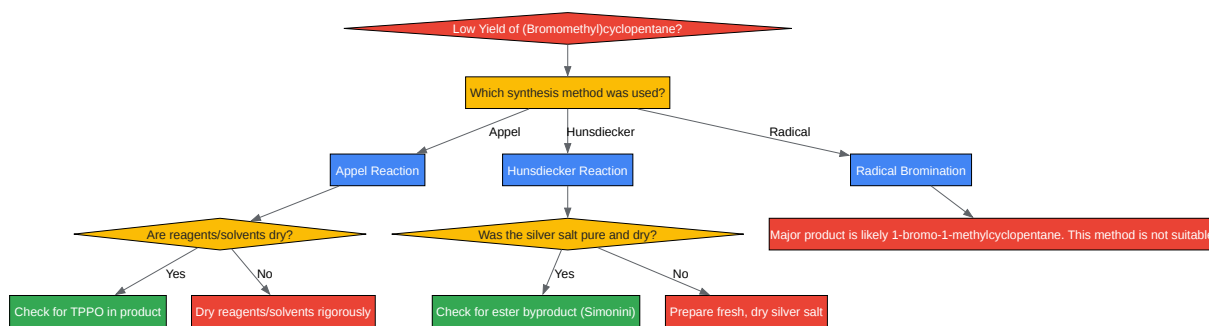 Low Yield of (Bromomethyl)cyclopentane?
Which synthesis method was used?
Appel
Hunsdiecker
Radical
Appel Reaction
Hunsdiecker Reaction
Radical Bromination
Are reagents/solvents dry?
Was the silver salt pure and dry?
Major product is likely 1-bromo-1-methylcyclopentane. This method is not suitable
Yes
No
Yes
No
Check for TPPO in product
Dry reagents/solvents rigorously
Check for ester byproduct (Simonini)
Prepare fresh, dry silver salt